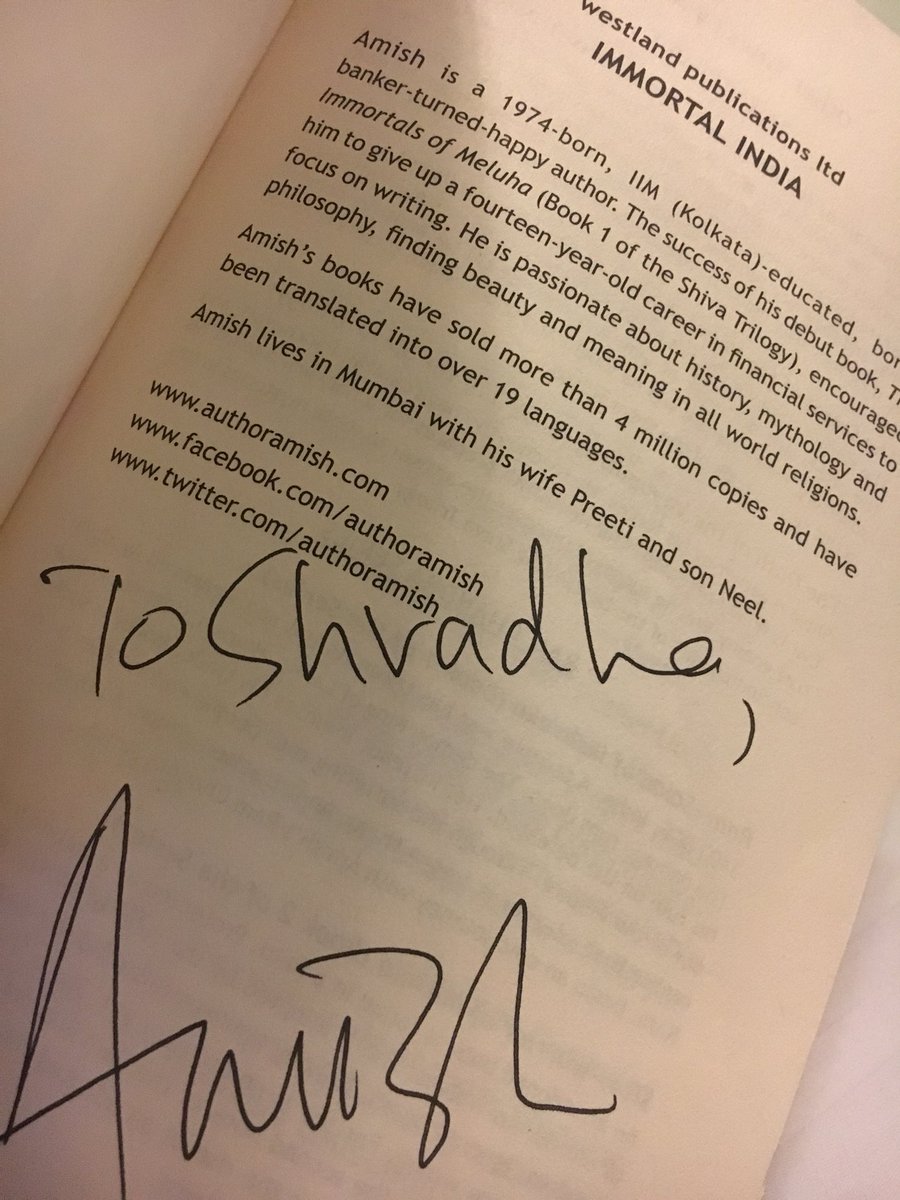 westland publications ltd
IMMORTAL INDIA
Amish is a 1974-born, IIM (Kolkata)-educated,
banker-turned-happy author. The success of his debut book,
Immortals of Meluha (Book 1 of the Shiva Trilogy), encouraged
him to give up a fourteen-year-old career in financial services to
focus on writing. He is passionate about history, mythology and
philosophy, finding beauty and meaning in all world religions.
Amish's books have sold more than 4 million copies and have
been translated into over 19 languages.
Amish lives in Mumbai with his wife Preeti and son Neel.
www.authoramish.com
www.facebook.com/authoramish
www.twitter.com/authoramish
To Shradha,
Amish